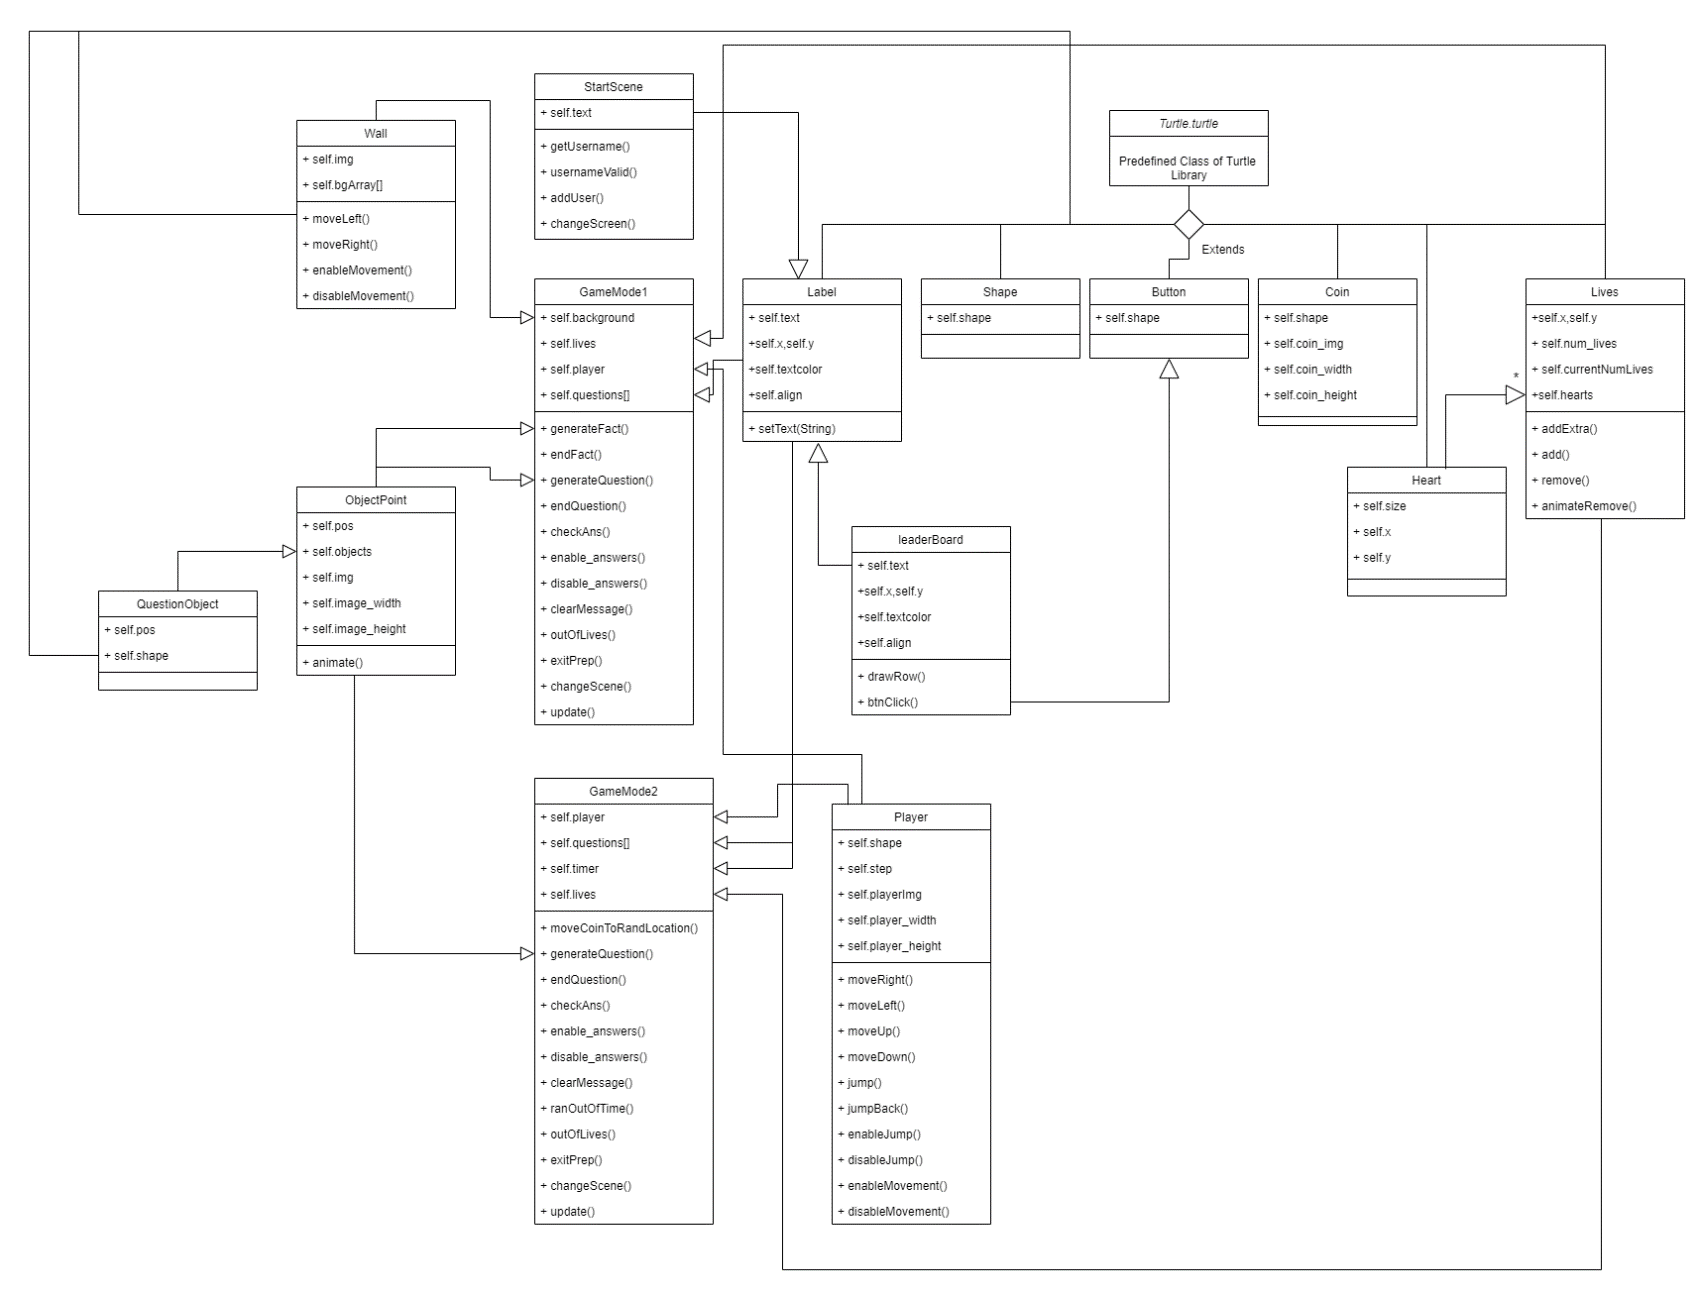 StartScene
+ self.text
+ getUsername()
+ usernameValid()
+ addUser()
+ changeScreen()
Turtle.turtle
Predefined Class of Turtle
Library
Extends
Wall
+ self.img
+ self.bgArray[]
+ moveLeft()
+ moveRight()
+ enableMovement()
+ disableMovement()
GameMode1
+ self.background
+ self.lives
+ self.player
+ self.questions[]
+ generateFact()
+ endFact()
+ generateQuestion()
+ endQuestion()
+ checkAns()
+ enable_answers()
+ disable_answers()
+ clearMessage()
+ outOfLives()
+ exitPrep()
+ changeScene()
+ update()
Label
+ self.text
+self.x,self.y
+self.textcolor
+self.align
+ setText(String)
Shape
+ self.shape
Button
+ self.shape
Coin
+ self.shape
+ self.coin_img
+ self.coin_width
+ self.coin_height
Lives
+self.x,self.y
+ self.num_lives
+ self.currentNumLives
+self.hearts
+ addExtra()
+ add()
+ remove()
+ animateRemove()
*
Heart
+ self.size
+ self.x
+ self.y
ObjectPoint
+ self.pos
+ self.objects
+ self.img
+ self.image_width
+ self.image_height
+ animate()
QuestionObject
+ self.pos
+ self.shape
leaderBoard
+ self.text
+self.x,self.y
+self.textcolor
+self.align
+ drawRow()
+ btnClick()
GameMode2
+ self.player
+ self.questions[]
+ self.timer
+ self.lives
+ moveCoinToRandLocation()
+ generateQuestion()
+ endQuestion()
+ checkAns()
+ enable_answers()
+ disable_answers()
+ clearMessage()
+ ranOutOfTime()
+ outOfLives()
+ exitPrep()
+ changeScene()
+ update()
Player
+ self.shape
+ self.step
+ self.playerImg
+ self.player_width
+ self.player_height
+ moveRight()
+ moveLeft()
+ moveUp()
+ moveDown()
+ jump()
+ jumpBack()
+ enableJump()
+ disableJump()
+ enableMovement()
+ disableMovement()